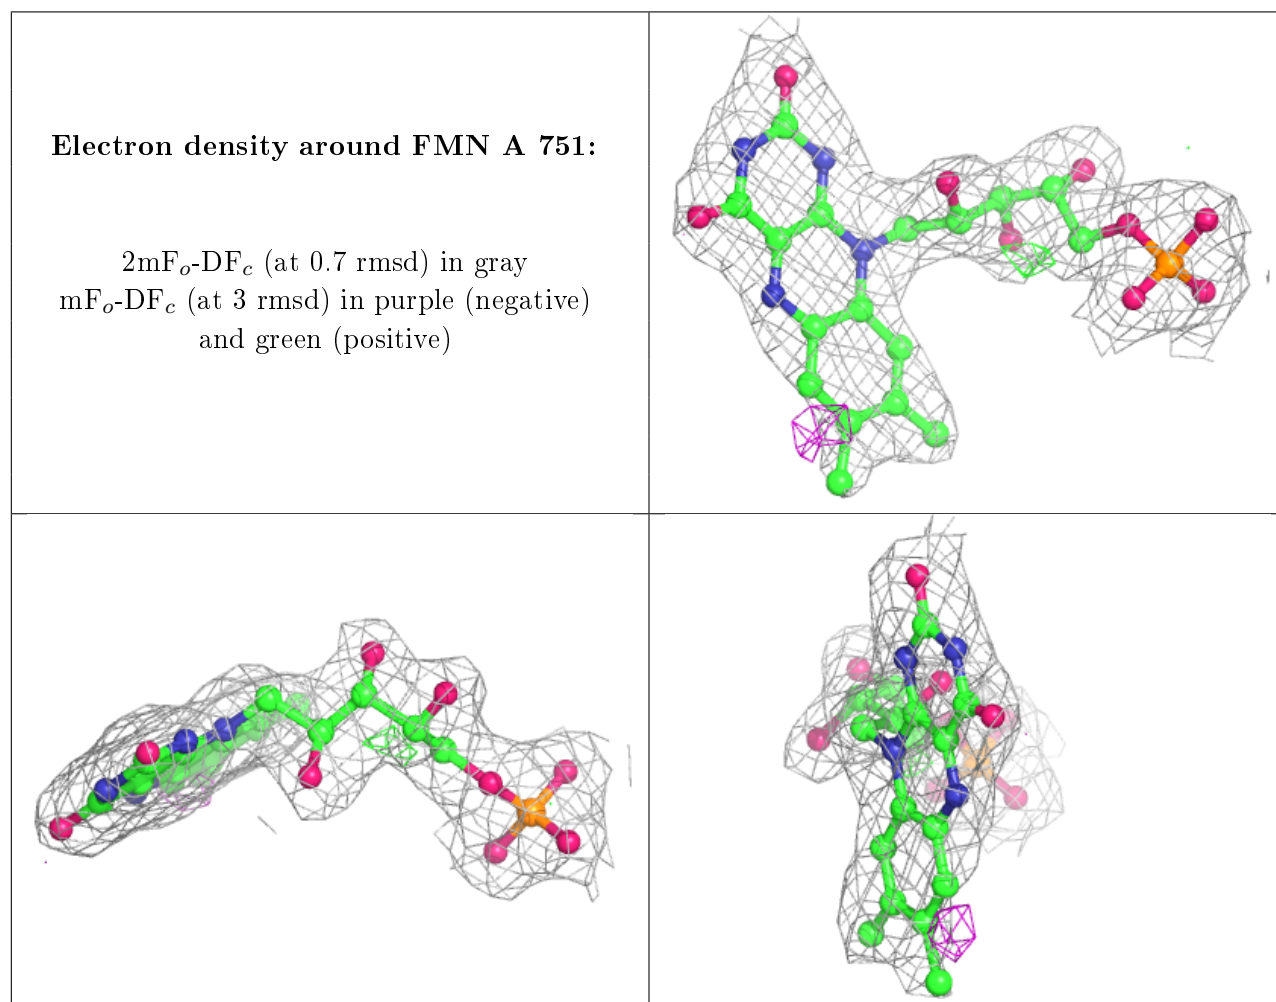 Electron density around FMN A 751:
2mFₒ-DF𝒸 (at 0.7 rmsd) in gray
mFₒ-DF𝒸 (at 3 rmsd) in purple (negative)
and green (positive)